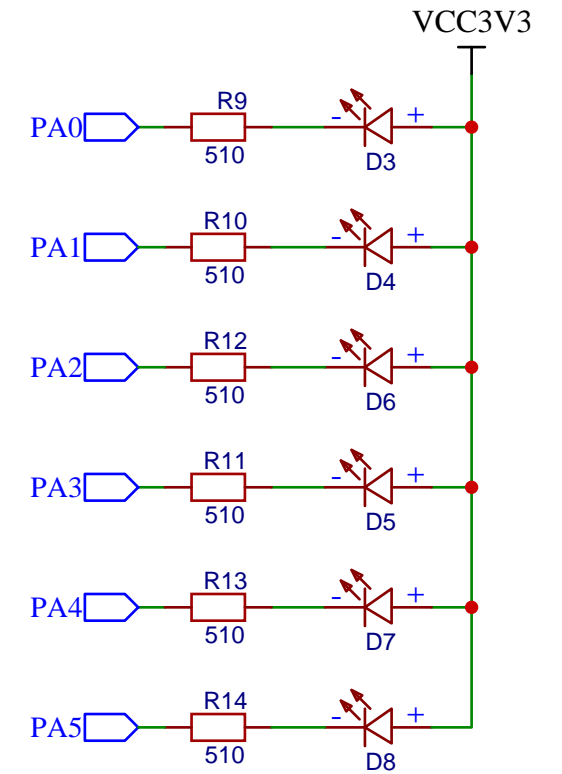 VCC3V3
R9
PA0 - +
510 D3
R10
PA1 - +
510 D4
R12
PA2 - +
510 D6
R11
PA3 - +
510 D5
R13
PA4 - +
510 D7
R14
PA5 - +
510 D8